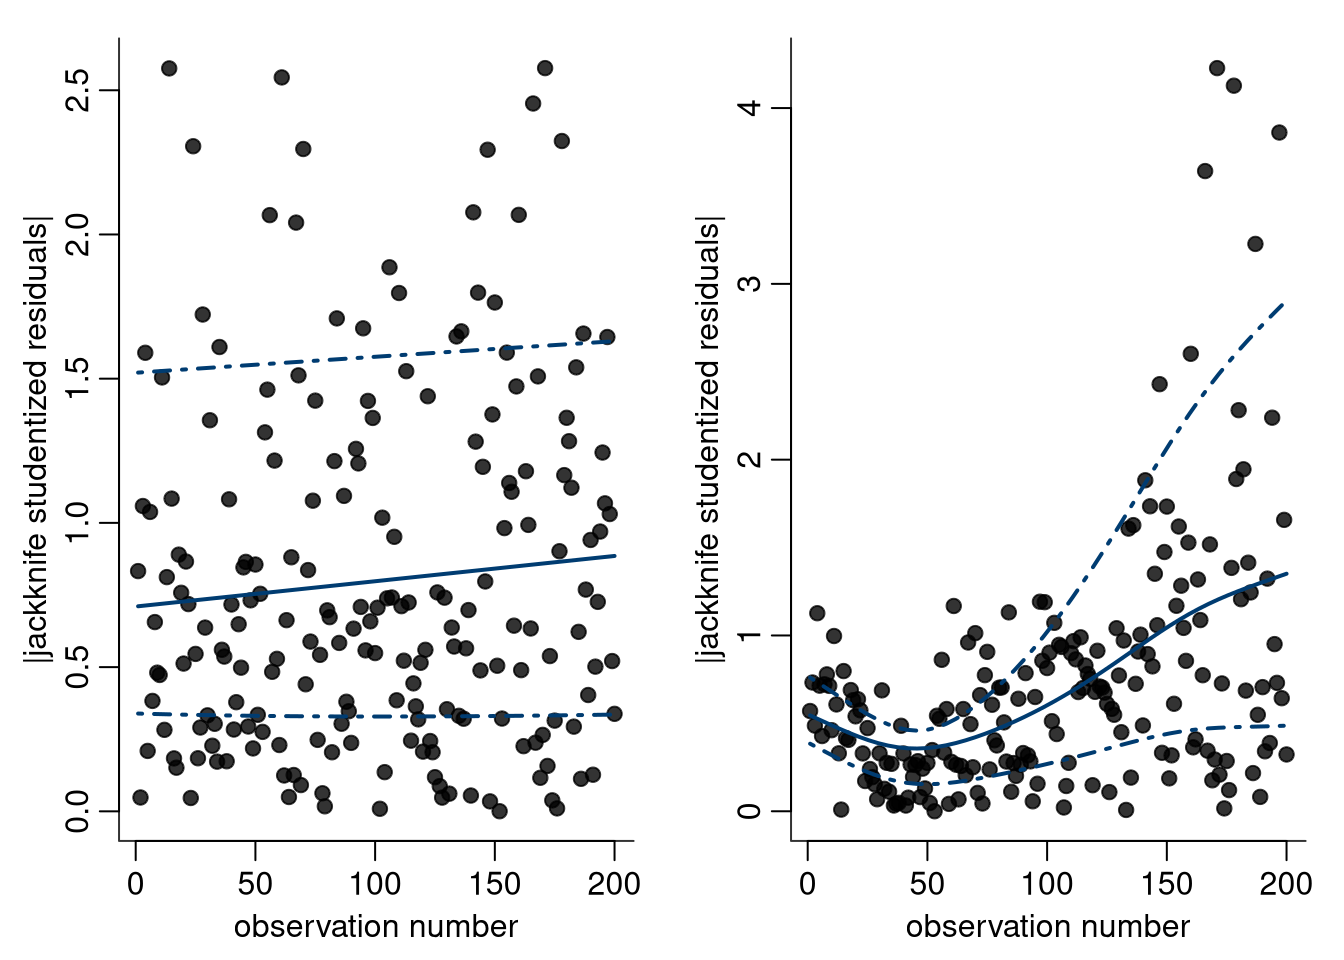 |jackknife studentized residuals|
2.5
2.0
1.5
1.0
0.5
0.0
0 50 100 150 200
observation number
|jackknife studentized residuals|
4
3
2
1
0
0 50 100 150 200
observation number